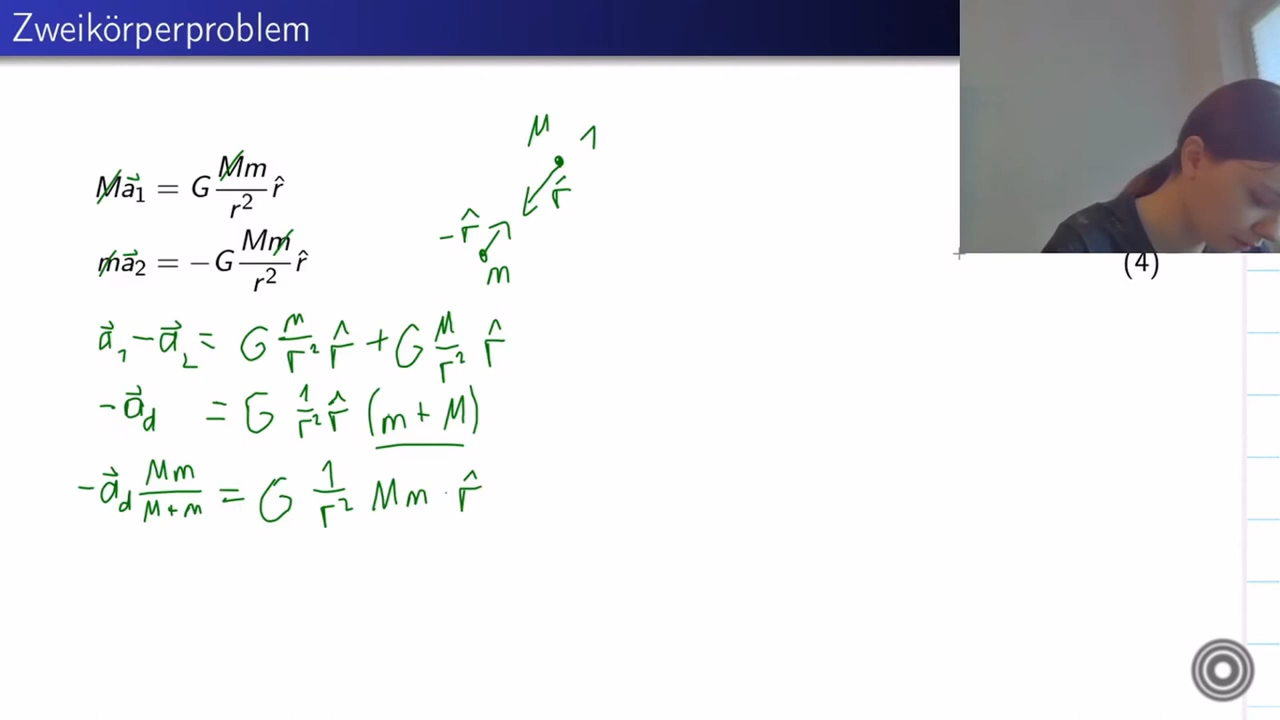 Zweikörperproblem
M 1
Ma⃗₁ = G Mm/r² r̂
r̂
-r̂
m
ma⃗₂ = −G Mm/r² r̂
(4)
a⃗₁ - a⃗₂ = G m/r² r̂ + G M/r² r̂
-a⃗d = G 1/r² r̂ (m + M)
-a⃗d Mm/M+m = G 1/r² Mm · r̂